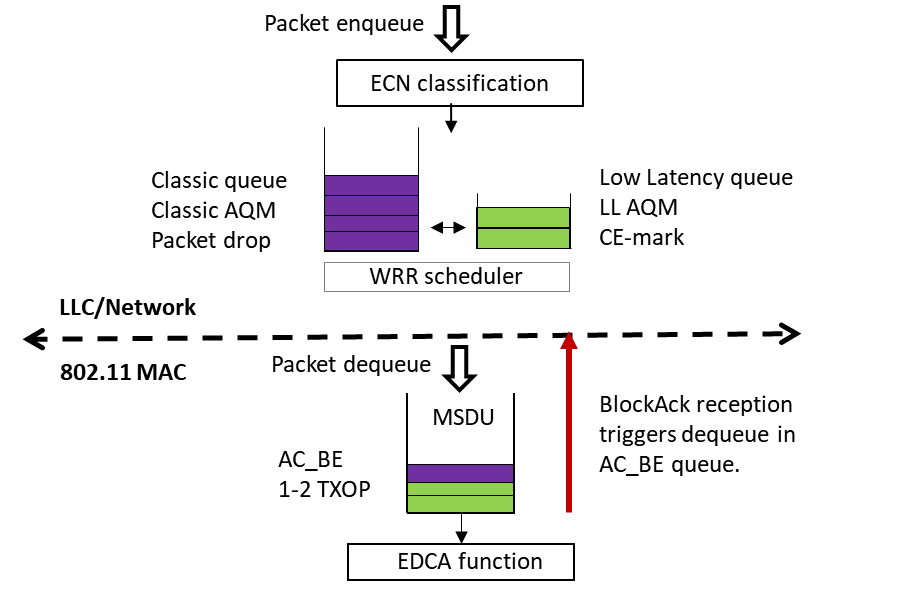 Packet enqueue
ECN classification
Classic queue
Classic AQM
Packet drop
Low Latency queue
LL AQM
CE-mark
WRR scheduler
LLC/Network
802.11 MAC
Packet dequeue
MSDU
AC_BE
1-2 TXOP
BlockAck reception
triggers dequeue in
AC_BE queue.
EDCA function